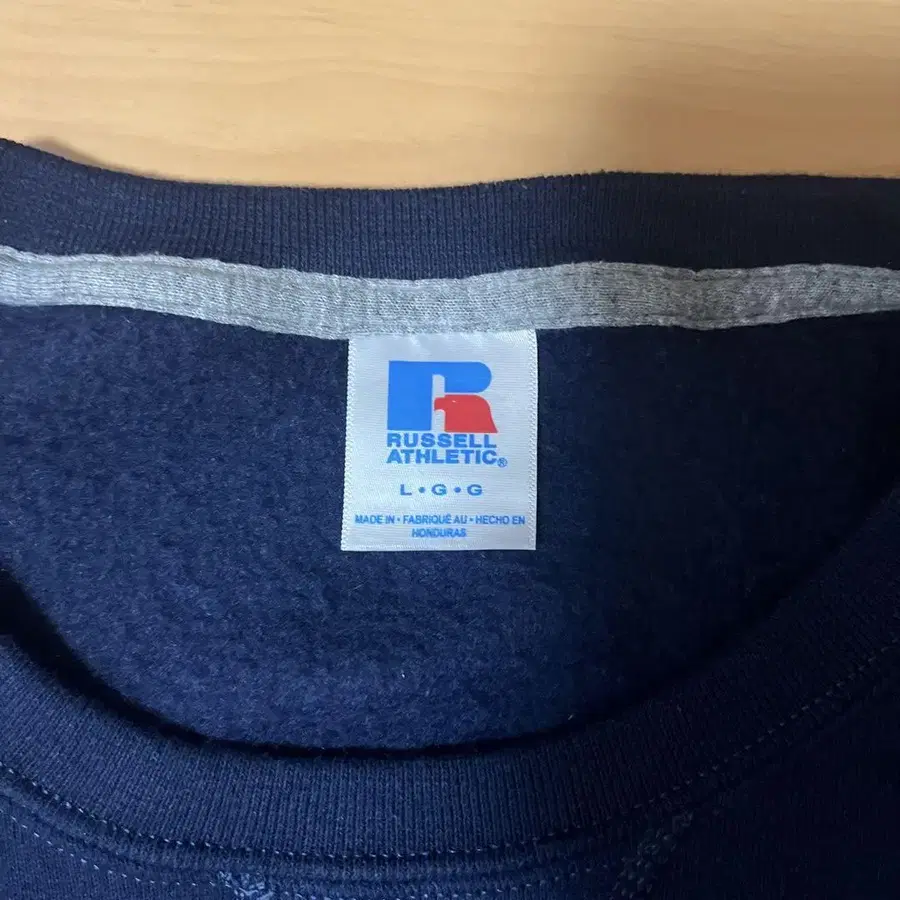 RUSSELL
ATHLETIC®
L • G • G
MADE IN • FABRIQUÉ AU • HECHO EN
HONDURAS